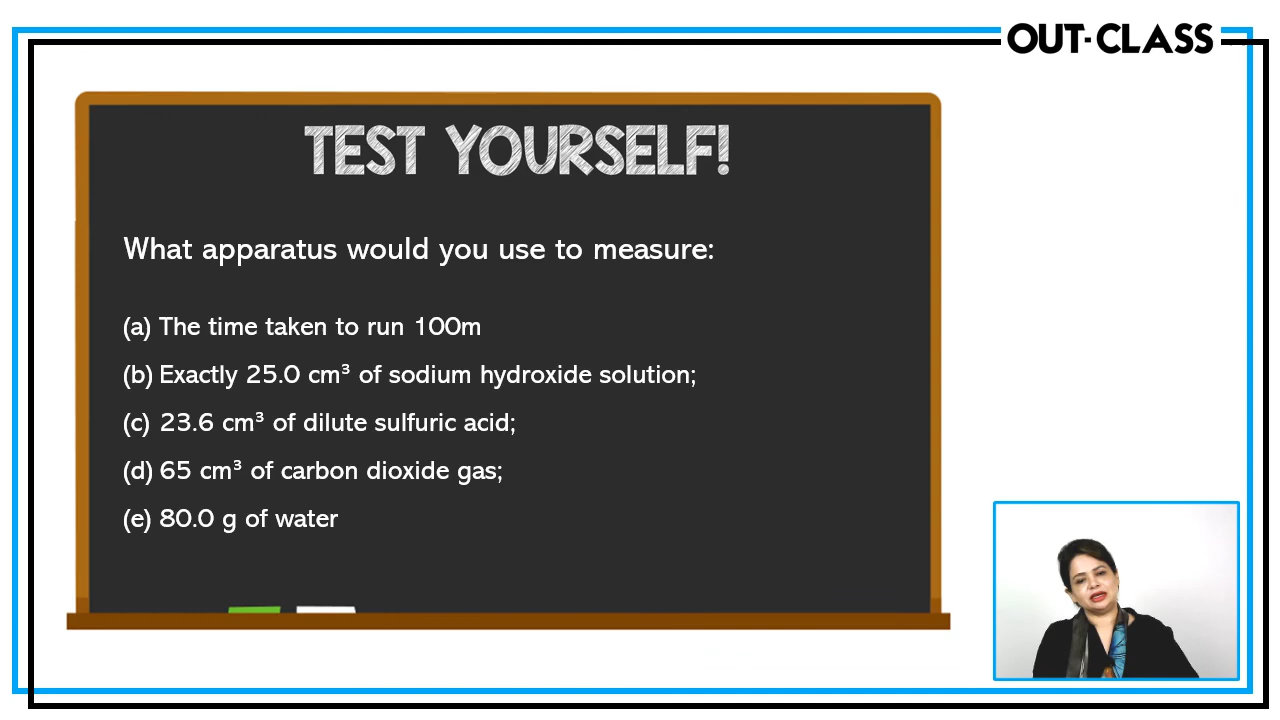 OUT-CLASS
TEST YOURSELF!
What apparatus would you use to measure:
(a) The time taken to run 100m
(b) Exactly 25.0 cm³ of sodium hydroxide solution;
(c) 23.6 cm³ of dilute sulfuric acid;
(d) 65 cm³ of carbon dioxide gas;
(e) 80.0 g of water